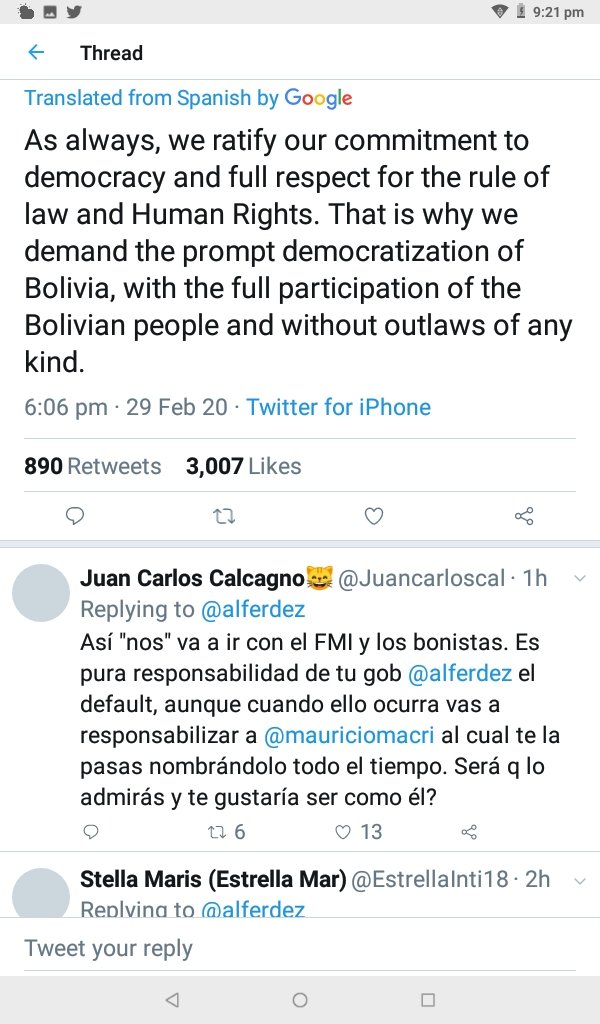 9:21 pm
Thread
Translated from Spanish by Google
As always, we ratify our commitment to
democracy and full respect for the rule of
law and Human Rights. That is why we
demand the prompt democratization of
Bolivia, with the full participation of the
Bolivian people and without outlaws of any
kind.
6:06 pm · 29 Feb 20 · Twitter for iPhone
890 Retweets 3,007 Likes
Juan Carlos Calcagno😸 @Juancarloscal · 1h
Replying to @alferdez
Así "nos" va a ir con el FMI y los bonistas. Es
pura responsabilidad de tu gob @alferdez el
default, aunque cuando ello ocurra vas a
responsabilizar a @mauriciomacri al cual te la
pasas nombrándolo todo el tiempo. Será q lo
admirás y te gustaría ser como él?
6 13
Stella Maris (Estrella Mar) @EstrellaInti18 · 2h
Replying to @alferdez
Tweet your reply